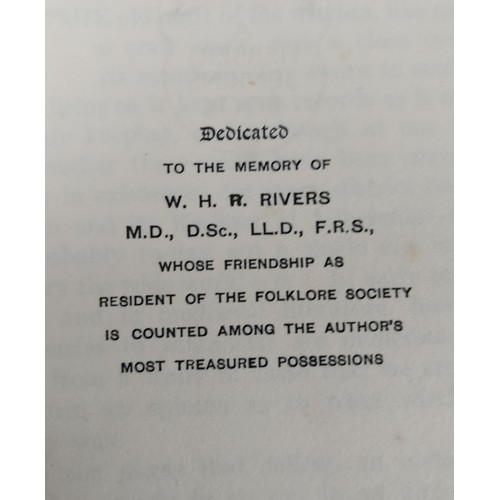 Dedicated
TO THE MEMORY OF
W. H. R. RIVERS
M.D., D.Sc., LL.D., F.R.S.,
WHOSE FRIENDSHIP AS
RESIDENT OF THE FOLKLORE SOCIETY
IS COUNTED AMONG THE AUTHOR'S
MOST TREASURED POSSESSIONS